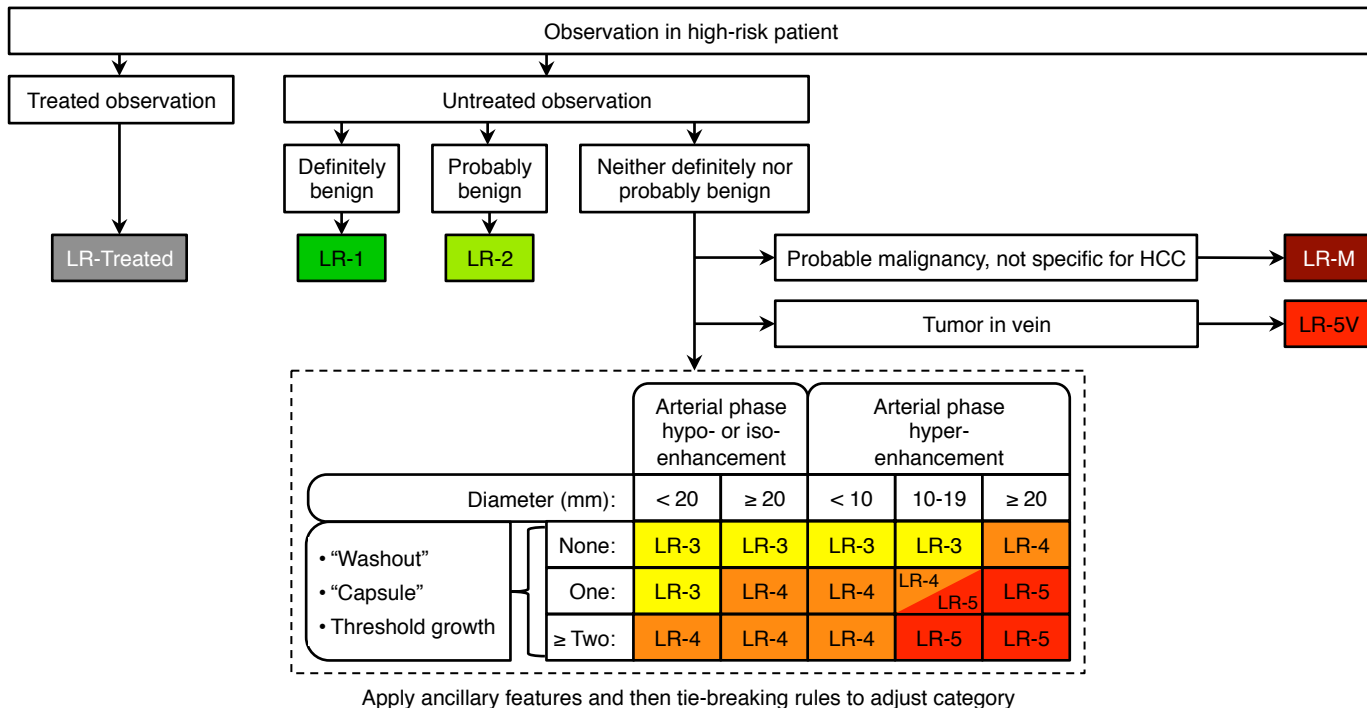 Observation in high-risk patient
Treated observation
Untreated observation
Definitely
benign
Probably
benign
Neither definitely nor
probably benign
LR-Treated
LR-1
LR-2
Probable malignancy, not specific for HCC
LR-M
Tumor in vein
LR-5V
Arterial phase
hypo- or iso-
enhancement
Arterial phase
hyper-
enhancement
Diameter (mm): < 20 ≥ 20 < 10 10-19 ≥ 20
• “Washout”
• “Capsule”
• Threshold growth
None: LR-3 LR-3 LR-3 LR-3 LR-4
One: LR-3 LR-4 LR-4 LR-4 LR-5 LR-5
≥ Two: LR-4 LR-4 LR-4 LR-5 LR-5
Apply ancillary features and then tie-breaking rules to adjust category